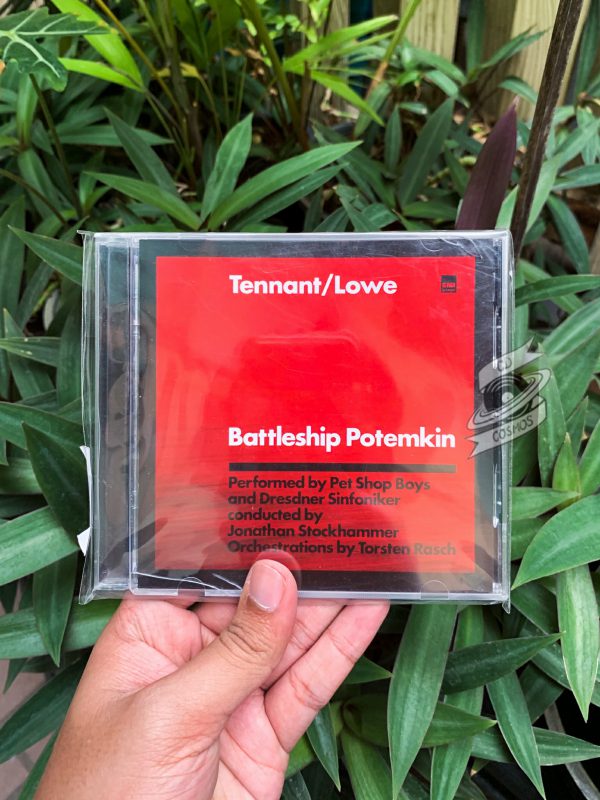 Tennant/Lowe
Battleship Potemkin
Performed by Pet Shop Boys
and Dresdner Sinfoniker
conducted by
Jonathan Stockhammer
Orchestrations by Torsten Rasch
COSMOS